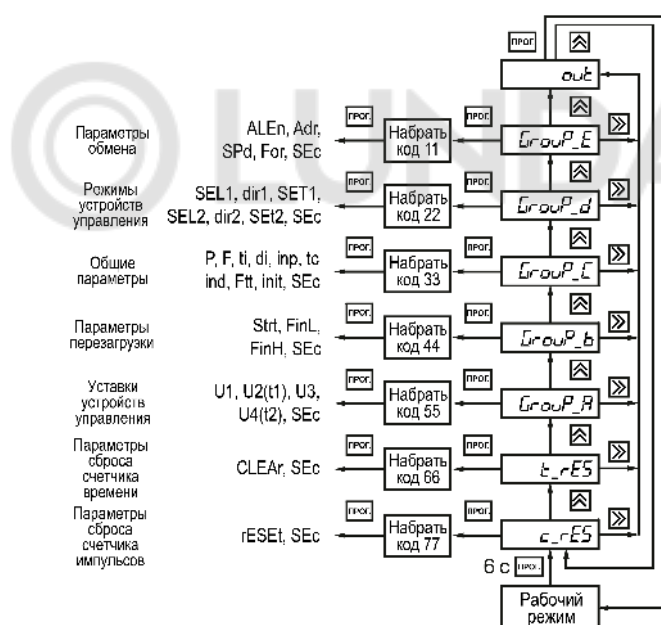 LUNDA
ПРОГ.
out
Параметры
обмена
ALEn, Adr,
SPd, For, SEc
ПРОГ.
Набрать
код 11
ПРОГ.
GrouP_E
Режимы
устройств
управления
SEL1, dir1, SET1,
SEL2, dir2, SEt2, SEc
ПРОГ.
Набрать
код 22
ПРОГ.
GrouP_d
Общие
параметры
P, F, ti, di, inp, tc
ind, Ftt, init, SEc
ПРОГ.
Набрать
код 33
ПРОГ.
GrouP_C
Параметры
перезагрузки
Strt, FinL,
FinH, SEc
ПРОГ.
Набрать
код 44
ПРОГ.
GrouP_b
Уставки
устройств
управления
U1, U2(t1), U3,
U4(t2), SEc
ПРОГ.
Набрать
код 55
ПРОГ.
GrouP_A
Параметры
сброса
счетчика
времени
CLEAr, SEc
ПРОГ.
Набрать
код 66
ПРОГ.
t_rES
Параметры
сброса
счетчика
импульсов
rESEt, SEc
ПРОГ.
Набрать
код 77
ПРОГ.
c_rES
6 с ПРОГ.
Рабочий
режим